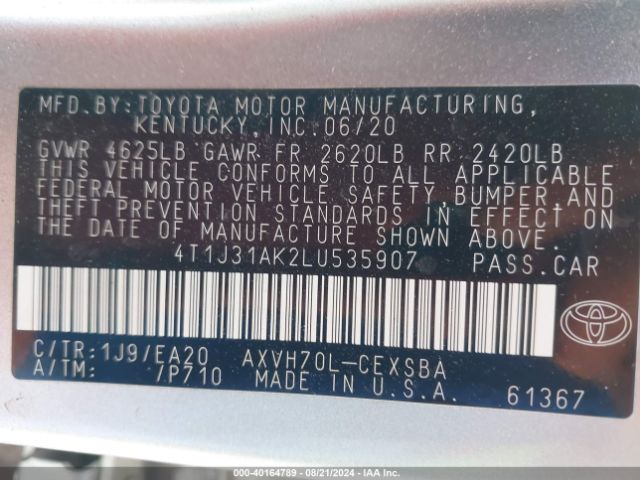 MFD. BY: TOYOTA MOTOR MANUFACTURING,
KENTUCKY, INC. 06/20
GVWR 4625LB GAWR FR 2620LB RR 2420LB
THIS VEHICLE CONFORMS TO ALL APPLICABLE
FEDERAL MOTOR VEHICLE SAFETY, BUMPER, AND
THEFT PREVENTION STANDARDS IN EFFECT ON
THE DATE OF MANUFACTURE SHOWN ABOVE.
4T1J31AK2LU535907 PASS. CAR
C/TR: 1J9/EA20 AXVH70L-CEXSBA
A/TM: /P710 MADE IN U.S.A. 61367
000-40164789 - 08/21/2024 - IAA Inc.